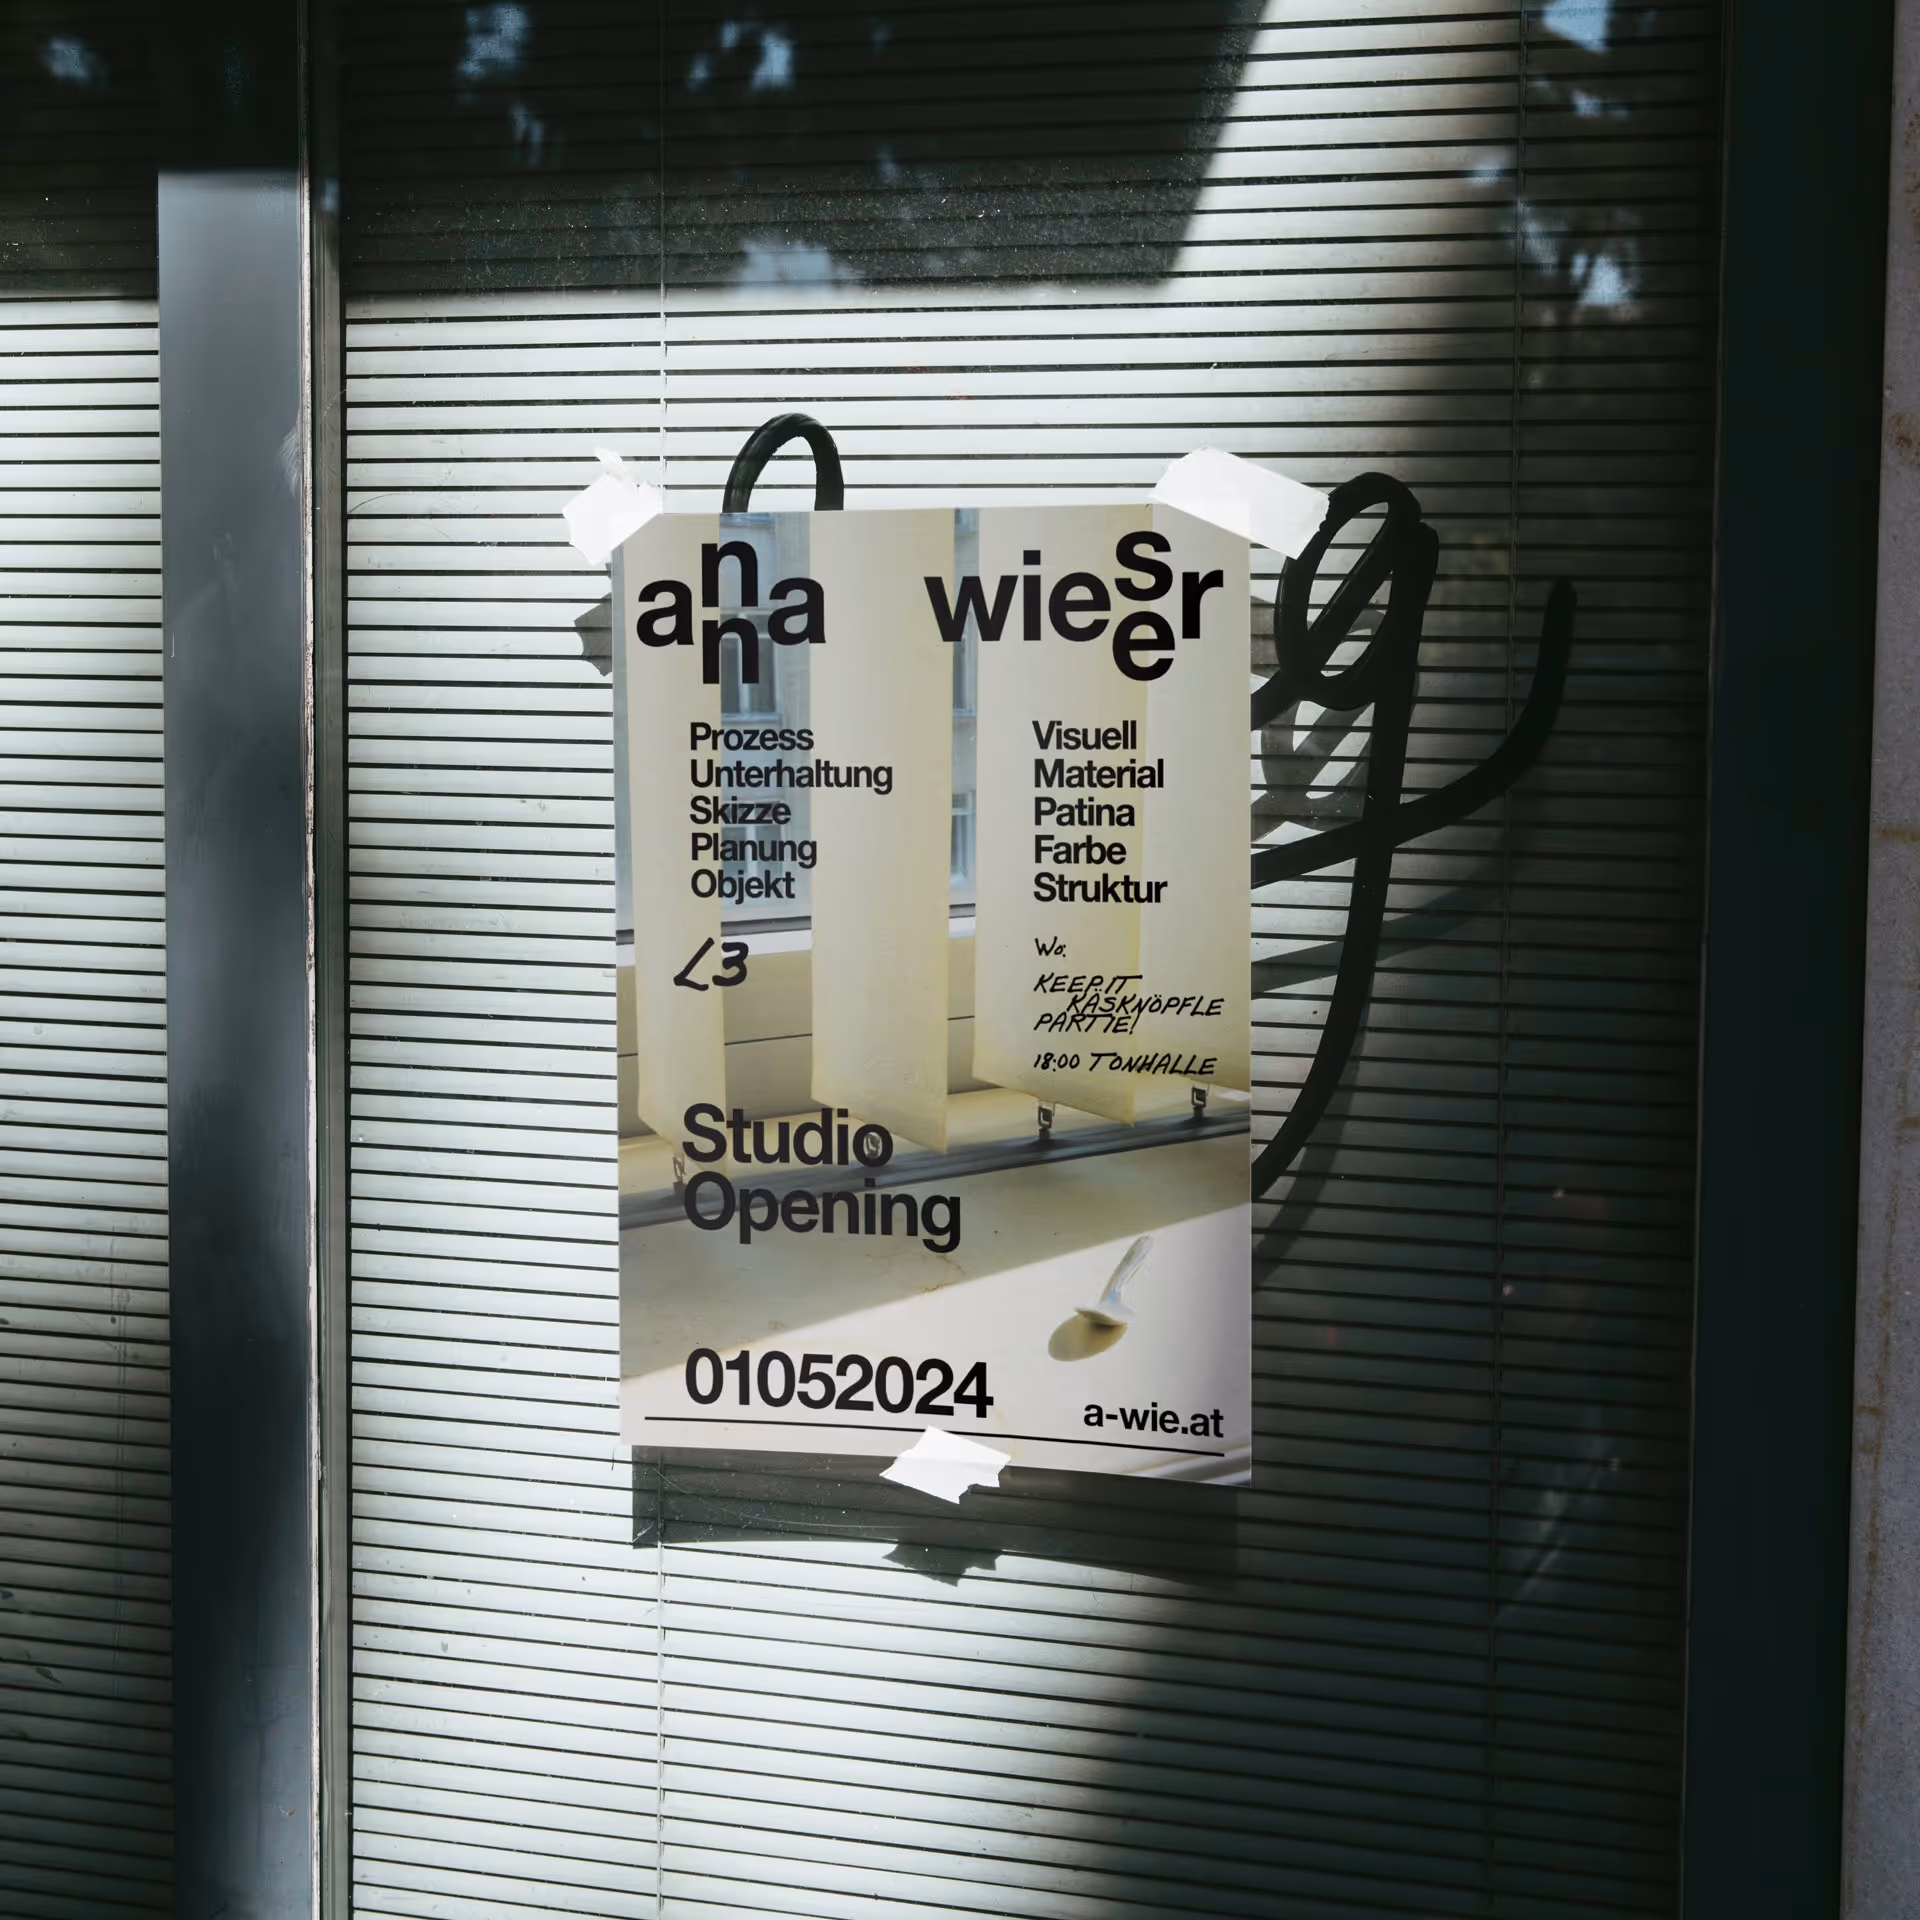 anna wieser
Prozess
Unterhaltung
Skizze
Planung
Objekt
<3
Visuell
Material
Patina
Farbe
Struktur
Wo:
KEEP IT
KÄSKNÖPFLE
PARTIE!
18:00 TONHALLE
Studio
Opening
01052024
a-wie.at